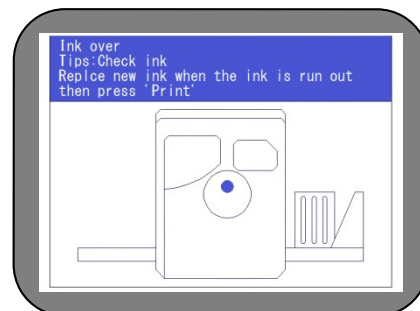 Ink over
Tips:Check ink
Replce new ink when the ink is run out
then press 'Print'